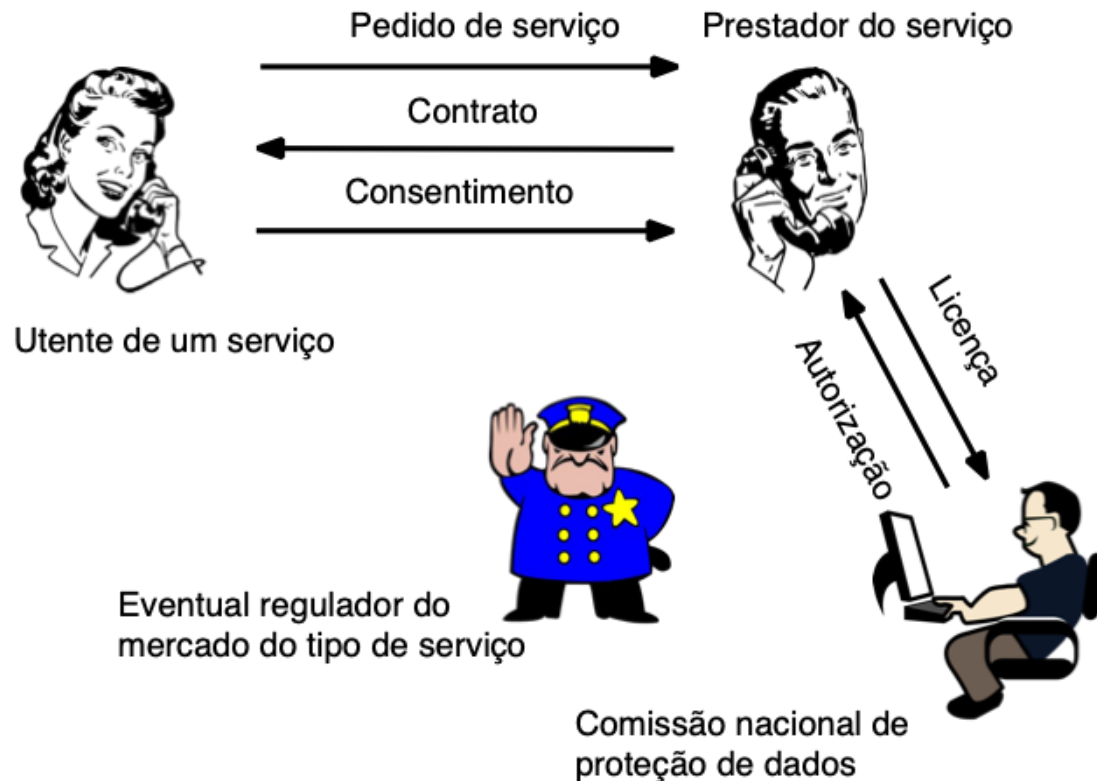 Pedido de serviço
Prestador do serviço
Contrato
Consentimento
Utente de um serviço
Licença
Autorização
Eventual regulador do
mercado do tipo de serviço
Comissão nacional de
proteção de dados